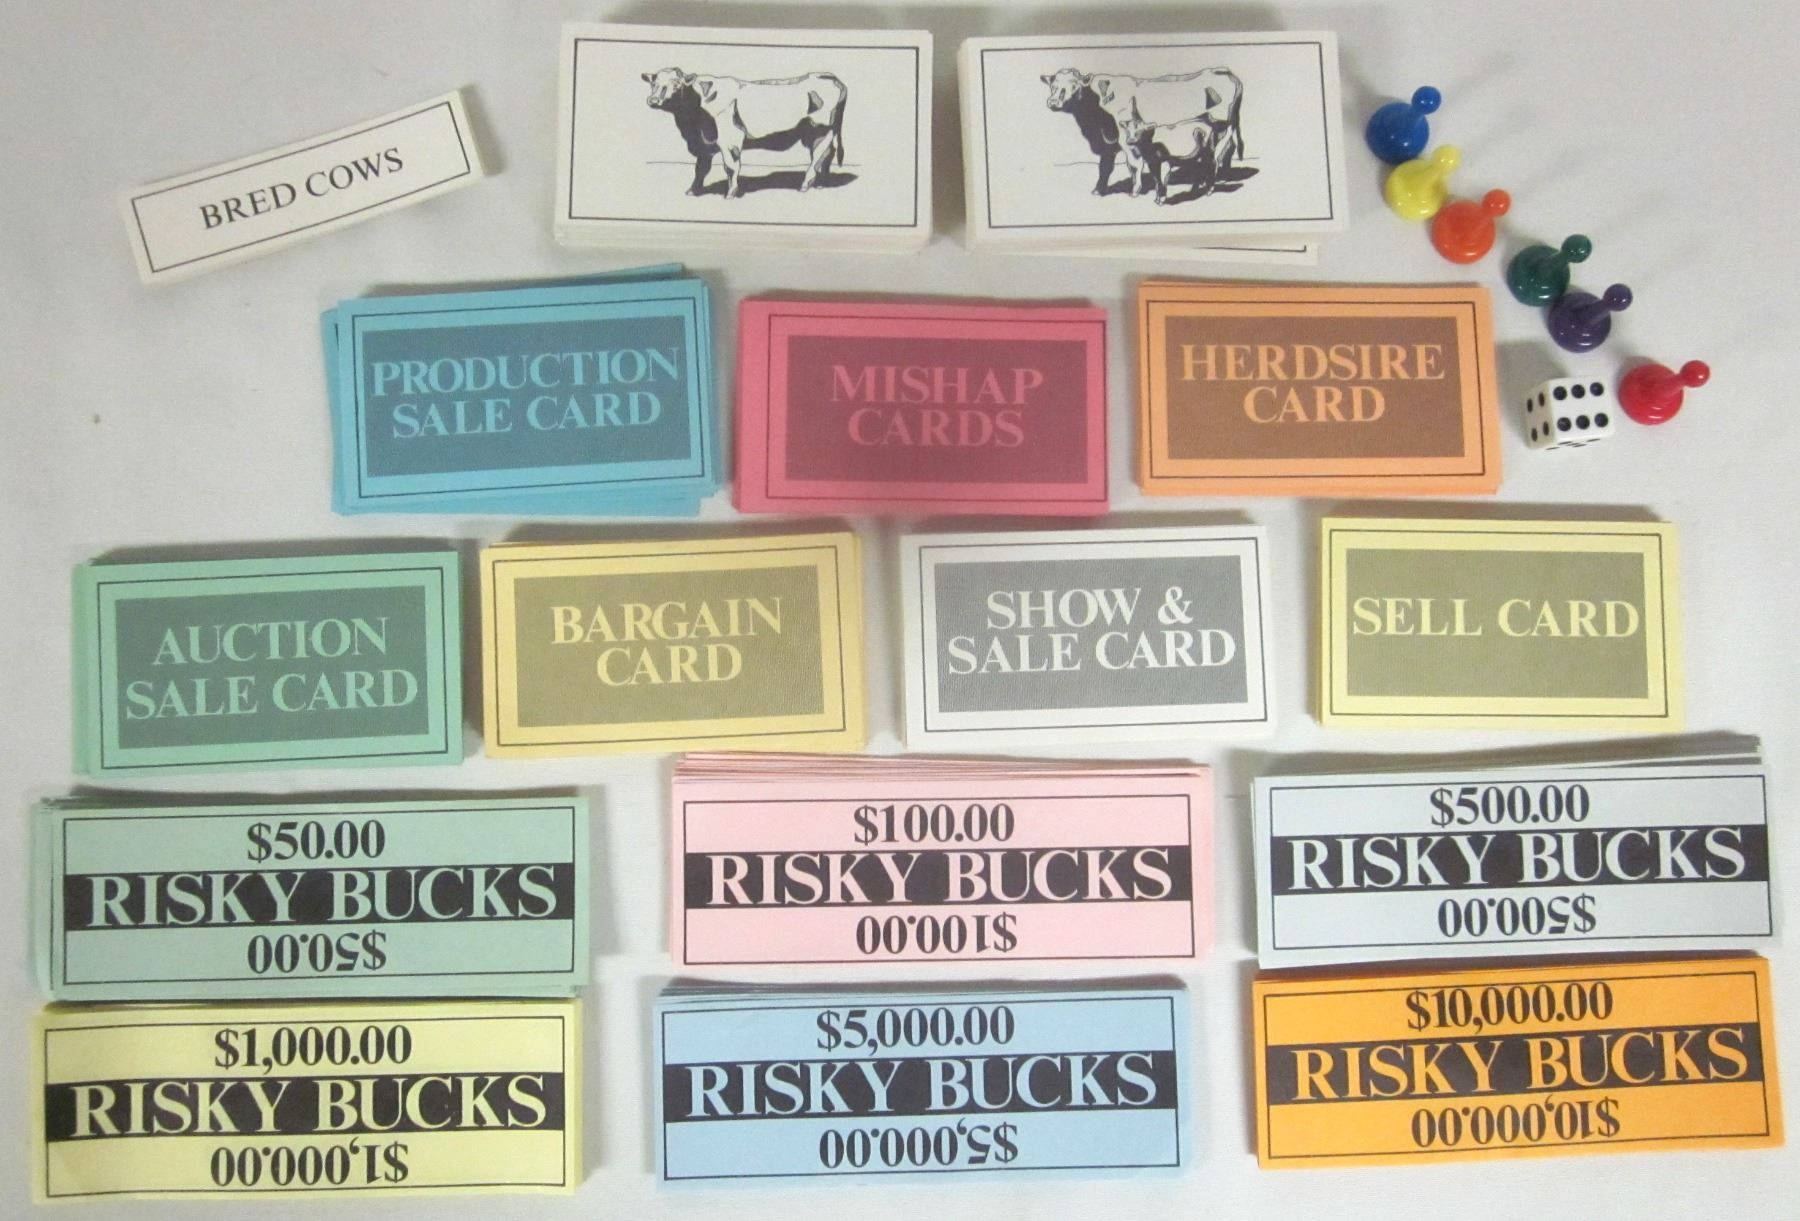 BRED COWS
PRODUCTION
SALE CARD
MISHAP
CARDS
HERDSIRE
CARD
AUCTION
SALE CARD
BARGAIN
CARD
SHOW &
SALE CARD
SELL CARD
$50.00
RISKY BUCKS
$50.00
$100.00
RISKY BUCKS
$100.00
$500.00
RISKY BUCKS
$500.00
$1,000.00
RISKY BUCKS
$1,000.00
$5,000.00
RISKY BUCKS
$5,000.00
$10,000.00
RISKY BUCKS
$10,000.00